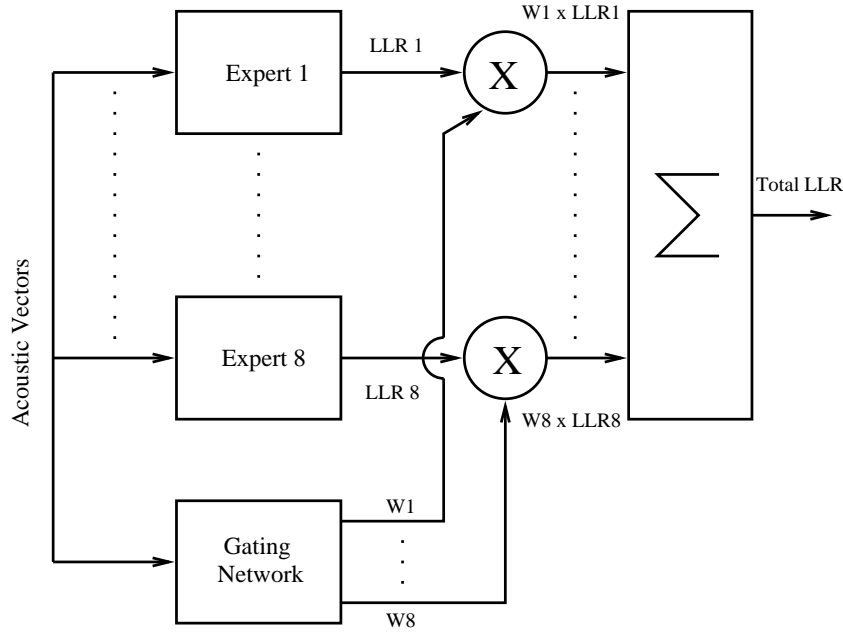 W1 x LLR1
LLR 1
Expert 1
X
Σ
Total LLR
Acoustic Vectors
Expert 8
X
LLR 8
W8 x LLR8
W1
Gating
Network
W8